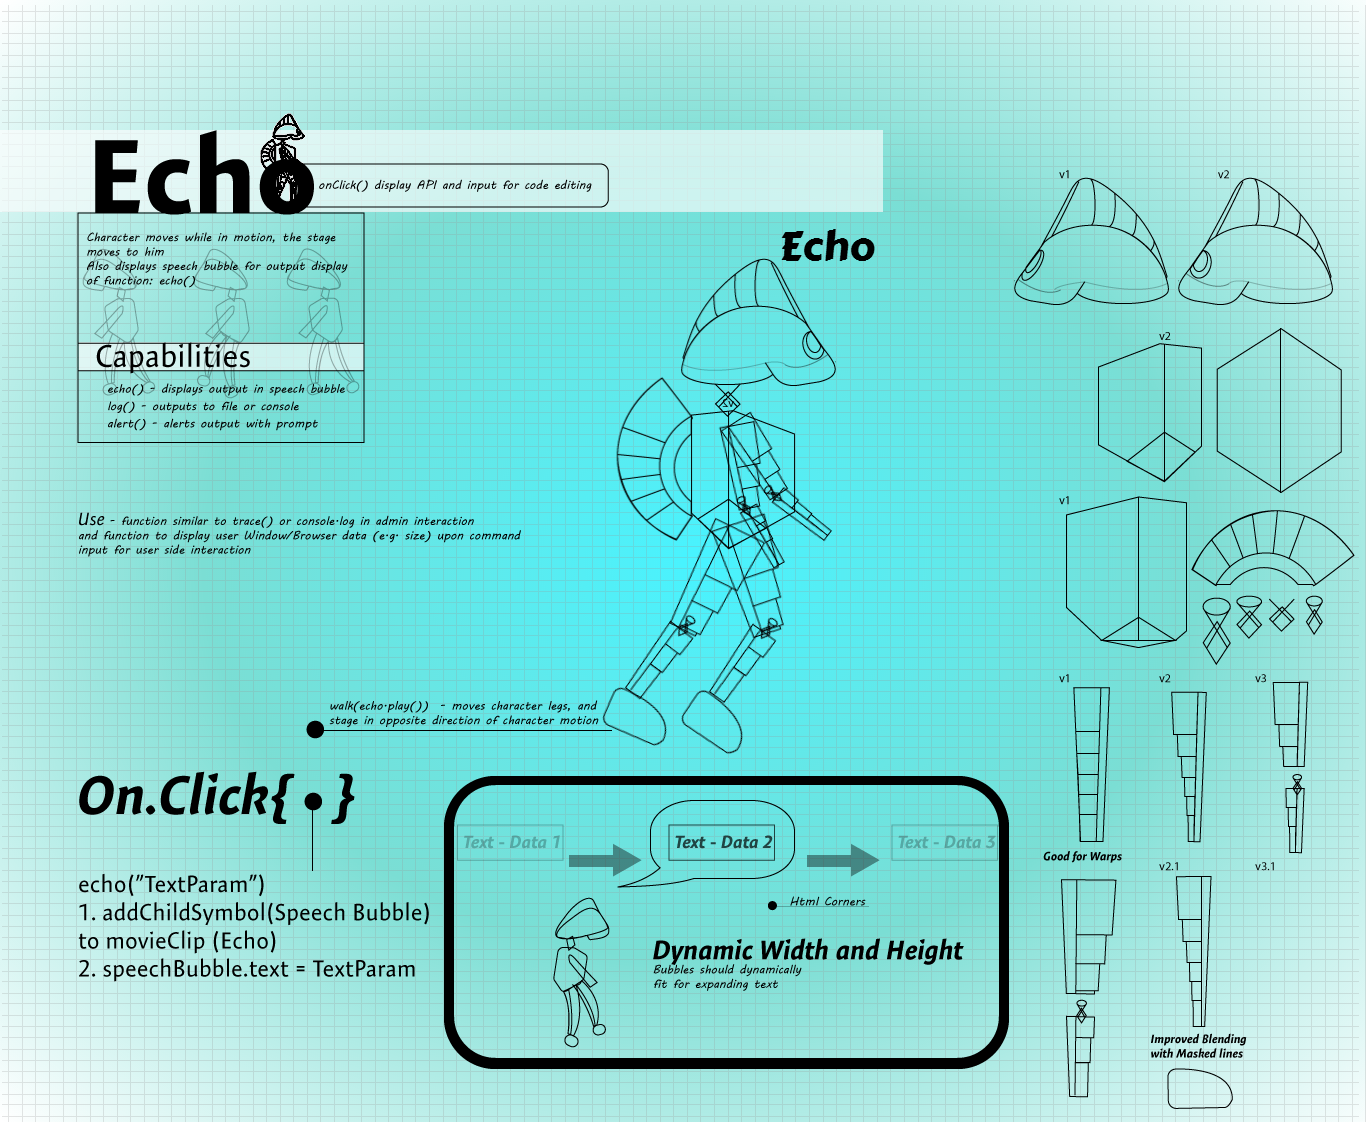 Echo
onClick() display API and input for code editing
Character moves while in motion, the stage
moves to him
Also displays speech bubble for output display
of function: echo()
Capabilities
echo() - displays output in speech bubble
log() - outputs to file or console
alert() - alerts output with prompt
Use - function similar to trace() or console.log in admin interaction
and function to display user Window/Browser data (e.g. size) upon command
input for user side interaction
Echo
walk(echo.play()) - moves character legs, and
stage in opposite direction of character motion
On.Click{ }
echo("TextParam")
1. addChildSymbol(Speech Bubble)
to movieClip (Echo)
2. speechBubble.text = TextParam
Text - Data 1
Text - Data 2
Text - Data 3
Html Corners
Dynamic Width and Height
Bubbles should dynamically
fit for expanding text
v1
v2
v2
v1
v1
v2
v3
Good for Warps
v2.1
v3.1
Improved Blending
with Masked lines